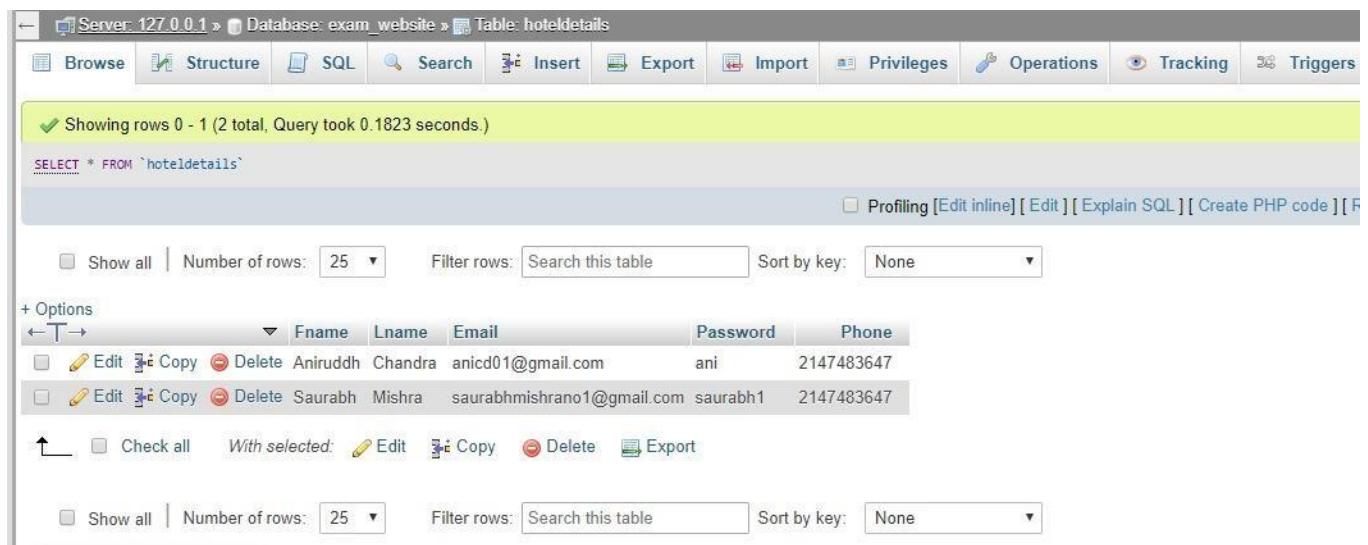 Server: 127.0.0.1 » Database: exam_website » Table: hoteldetails
Browse Structure SQL Search Insert Export Import Privileges Operations Tracking Triggers
Showing rows 0 - 1 (2 total, Query took 0.1823 seconds.)
SELECT * FROM `hoteldetails`
Profiling [Edit inline] [ Edit ] [ Explain SQL ] [ Create PHP code ] [ R
Show all | Number of rows: 25 Filter rows: Search this table Sort by key: None
+ Options
←T→ Fname Lname Email Password Phone
Edit Copy Delete Aniruddh Chandra anicd01@gmail.com ani 2147483647
Edit Copy Delete Saurabh Mishra saurabhmishrano1@gmail.com saurabh1 2147483647
Check all With selected: Edit Copy Delete Export
Show all | Number of rows: 25 Filter rows: Search this table Sort by key: None